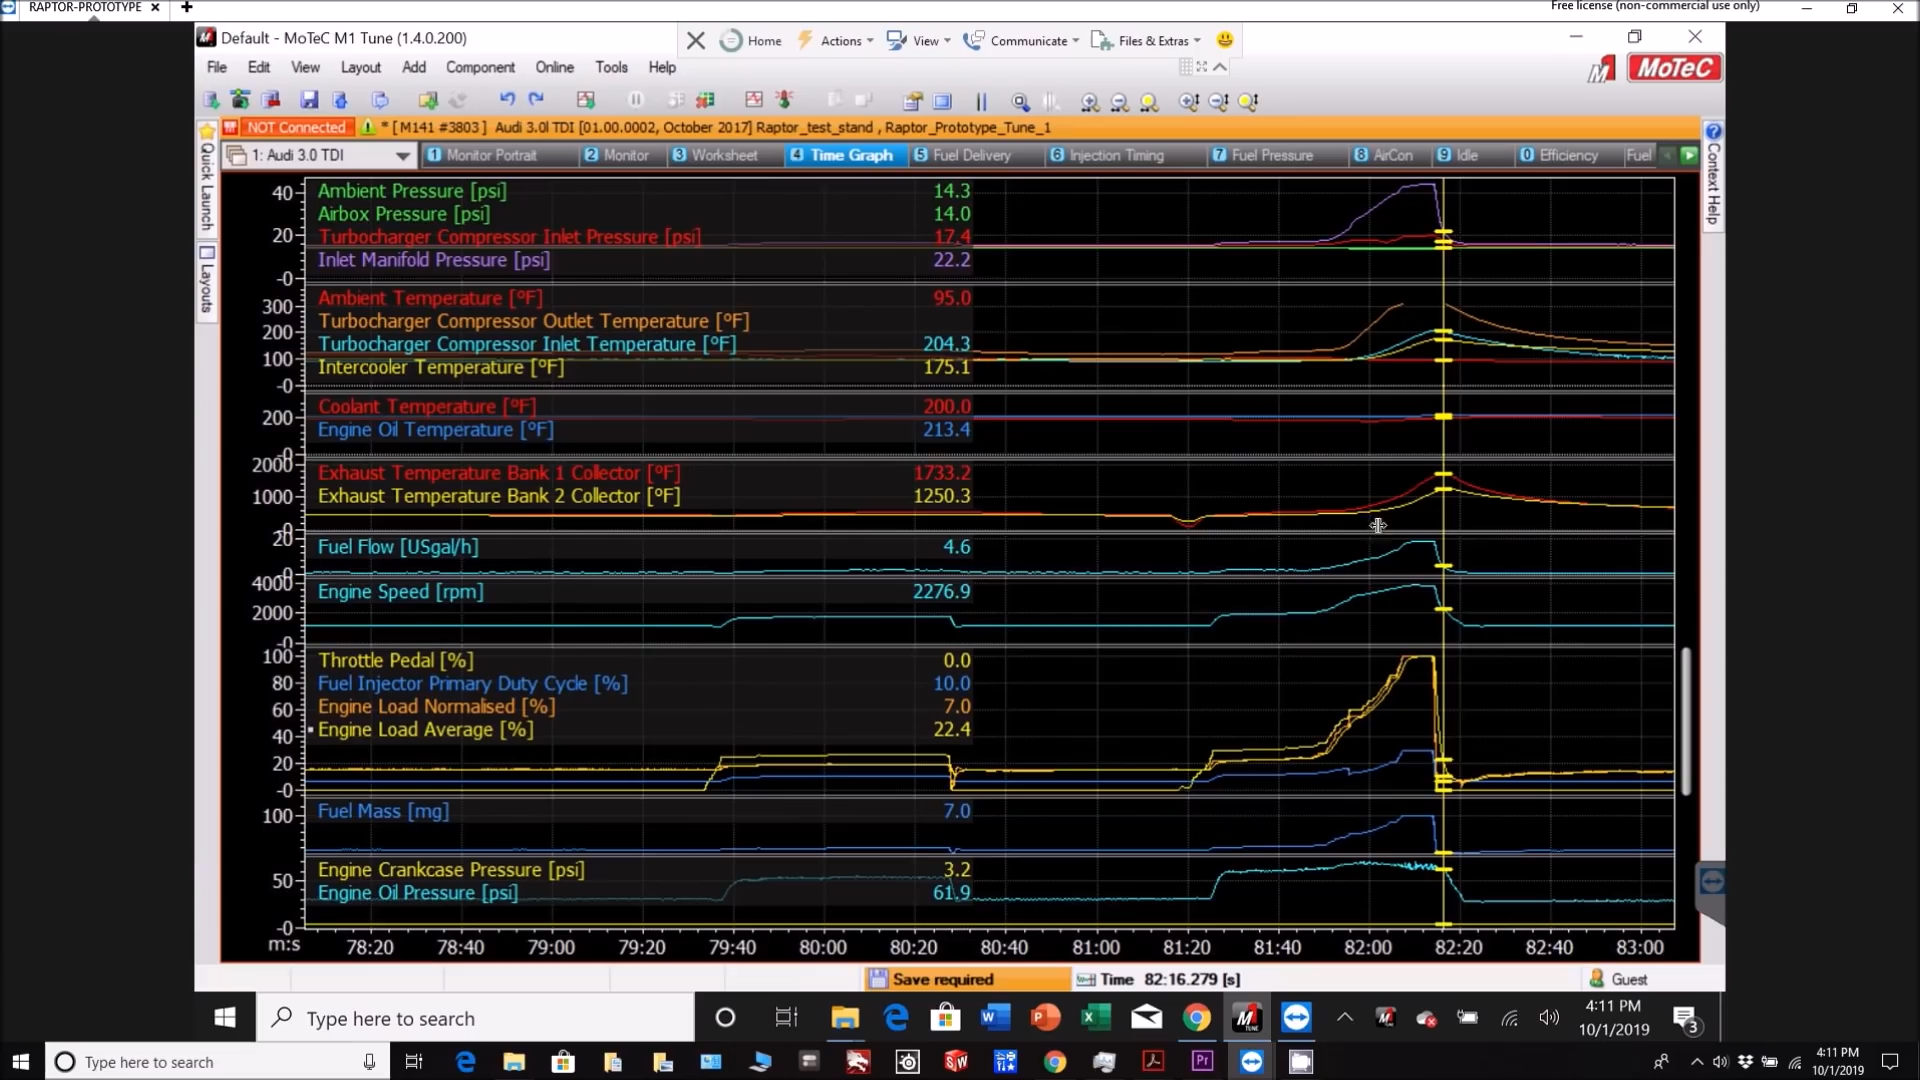 RAPTOR-PROTOTYPE
Free license (non-commercial use only)
Default - MoTeC M1 Tune (1.4.0.200)
Home
Actions
View
Communicate
Files & Extras
File Edit View Layout Add Component Online Tools Help
MoTeC
NOT Connected
* [ M141 #3803 ] Audi 3.0l TDI [01.00.0002, October 2017] Raptor_test_stand , Raptor_Prototype_Tune_1
Quick Launch
Layouts
Context Help
1: Audi 3.0 TDI
1 Monitor Portrait
2 Monitor
3 Worksheet
4 Time Graph
5 Fuel Delivery
6 Injection Timing
7 Fuel Pressure
8 AirCon
9 Idle
0 Efficiency
Fuel
40
20
-0
Ambient Pressure [psi] 14.3
Airbox Pressure [psi] 14.0
Turbocharger Compressor Inlet Pressure [psi] 17.4
Inlet Manifold Pressure [psi] 22.2
300
200
100
-0
Ambient Temperature [°F] 95.0
Turbocharger Compressor Outlet Temperature [°F]
Turbocharger Compressor Inlet Temperature [°F] 204.3
Intercooler Temperature [°F] 175.1
200
-0
Coolant Temperature [°F] 200.0
Engine Oil Temperature [°F] 213.4
2000
1000
-0
Exhaust Temperature Bank 1 Collector [°F] 1733.2
Exhaust Temperature Bank 2 Collector [°F] 1250.3
20
-0
Fuel Flow [USgal/h] 4.6
4000
2000
-0
Engine Speed [rpm] 2276.9
100
80
60
40
20
-0
Throttle Pedal [%] 0.0
Fuel Injector Primary Duty Cycle [%] 10.0
Engine Load Normalised [%] 7.0
Engine Load Average [%] 22.4
100
Fuel Mass [mg] 7.0
50
-0
Engine Crankcase Pressure [psi] 3.2
Engine Oil Pressure [psi] 61.9
m:s 78:20 78:40 79:00 79:20 79:40 80:00 80:20 80:40 81:00 81:20 81:40 82:00 82:20 82:40 83:00
Save required
Time 82:16.279 [s]
Guest
Type here to search
4:11 PM
10/1/2019
3
Type here to search
4:11 PM
10/1/2019